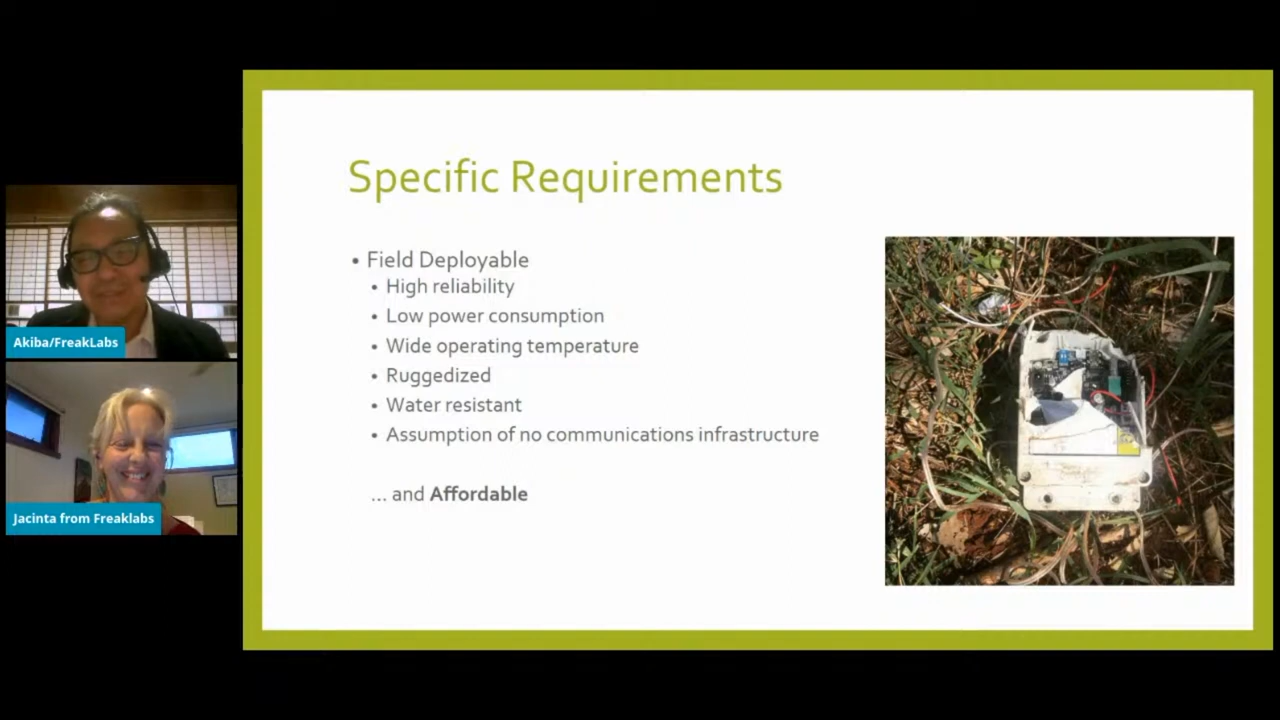 Specific Requirements
• Field Deployable
• High reliability
• Low power consumption
• Wide operating temperature
• Ruggedized
• Water resistant
• Assumption of no communications infrastructure
... and Affordable
Akiba/FreakLabs
Jacinta from Freaklabs